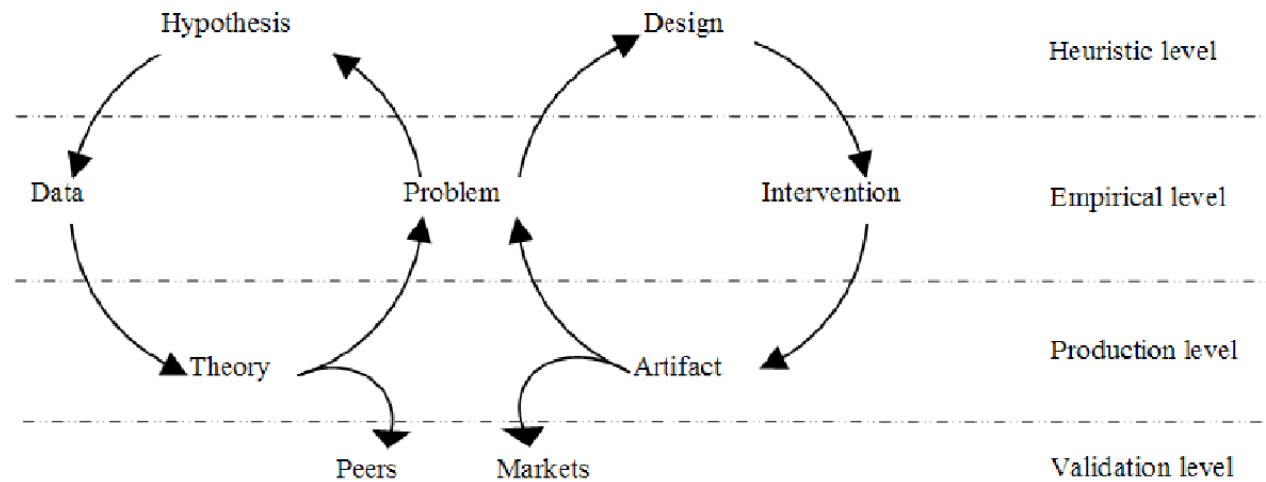 Hypothesis
Design
Heuristic level
Data
Problem
Intervention
Empirical level
Theory
Artifact
Production level
Peers
Markets
Validation level